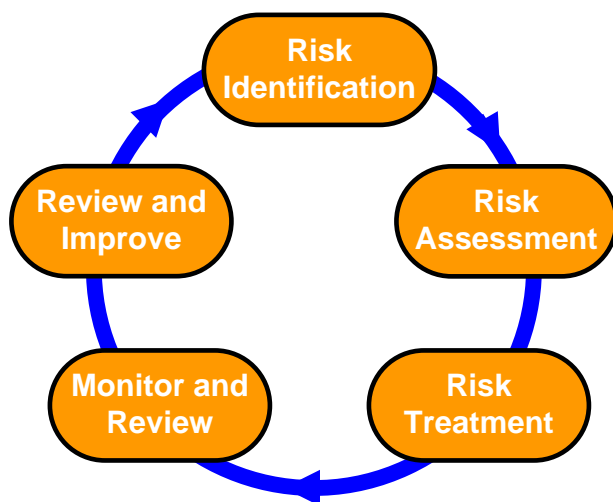 Risk
Identification
Risk
Assessment
Risk
Treatment
Monitor and
Review
Review and
Improve